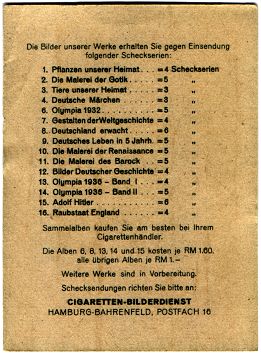 Die Bilder unserer Werke erhalten Sie gegen Einsendung
folgender Scheckserien:
1. Pflanzen unserer Heimat . . . = 4 Scheckserien
2. Die Malerei der Gotik . . . . = 5 „
3. Tiere unserer Heimat . . . . = 3 „
4. Deutsche Märchen . . . . . = 3 „
6. Olympia 1932 . . . . . . = 5 „
7. Gestalten der Weltgeschichte = 4 „
8. Deutschland erwacht . . . . = 6 „
9. Deutsches Leben in 5 Jahrh. = 5 „
10. Die Malerei der Renaissance = 5 „
11. Die Malerei des Barock . . = 5 „
12. Bilder Deutscher Geschichte = 4 „
13. Olympia 1936 – Band I . . = 4 „
14. Olympia 1936 – Band II . . = 5 „
15. Adolf Hitler . . . . . . . = 6 „
16. Raubstaat England . . . . = 4 „
Sammelalben kaufen Sie am besten bei Ihrem
Cigarettenhändler.
Die Alben 6, 8, 13, 14 und 15 kosten je RM 1.60.
alle übrigen Alben je RM 1.–
Weitere Werke sind in Vorbereitung.
Schecksendungen richten Sie bitte an:
CIGARETTEN-BILDERDIENST
HAMBURG-BAHRENFELD, POSTFACH 16